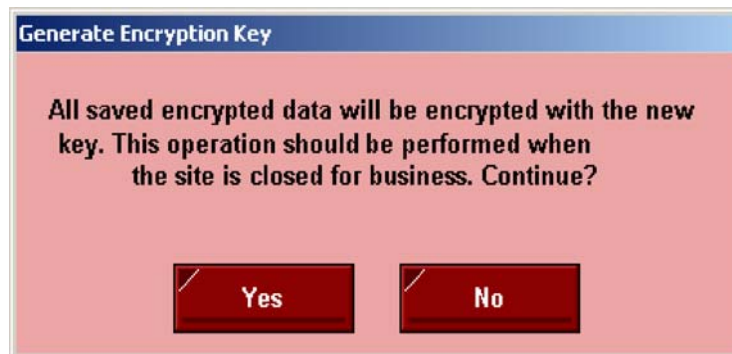 Generate Encryption Key
All saved encrypted data will be encrypted with the new
key. This operation should be performed when
the site is closed for business. Continue?
Yes
No